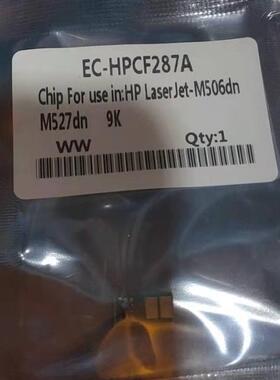 EC-HPCF287A
Chip For use in:HP LaserJet-M506dn
M527dn 9K
WW Qty:1